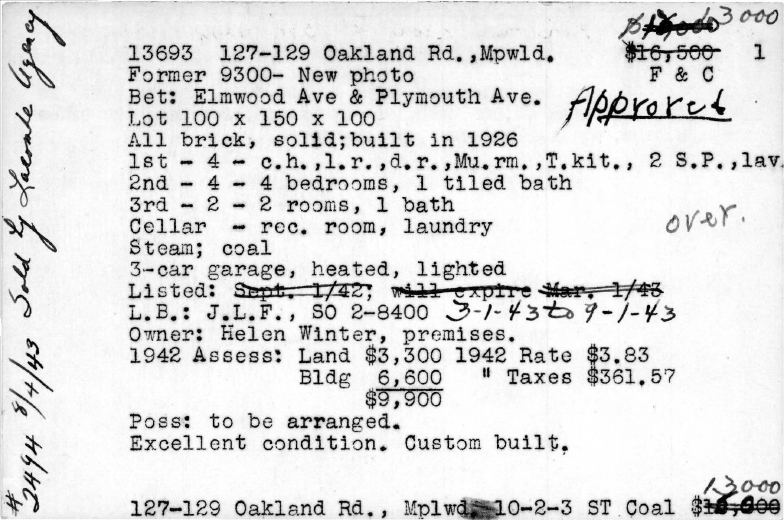 13000
13693 127-129 Oakland Rd.,Mpwld. $16,500 1
Former 9300- New photo F & C
Bet: Elmwood Ave & Plymouth Ave. Approved
Lot 100 x 150 x 100
All brick, solid;built in 1926
1st - 4 - c.h.,l.r.,d.r.,Mu.rm.,T.kit., 2 S.P.,lav.
2nd - 4 - 4 bedrooms, 1 tiled bath
3rd - 2 - 2 rooms, 1 bath
Cellar - rec. room, laundry over.
Steam; coal
3-car garage, heated, lighted
Listed: Sept. 1/42; will expire Mar. 1/43
L.B.: J.L.F., SO 2-8400 3-1-43 to 9-1-43
Owner: Helen Winter, premises.
1942 Assess: Land $3,300 1942 Rate $3.83
Bldg 6,600 " Taxes $361.57
$9,900
Poss: to be arranged.
Excellent condition. Custom built.
13000
127-129 Oakland Rd., Mplwd. 10-2-3 ST Coal
#2494 8/4/43 Sold by Agency